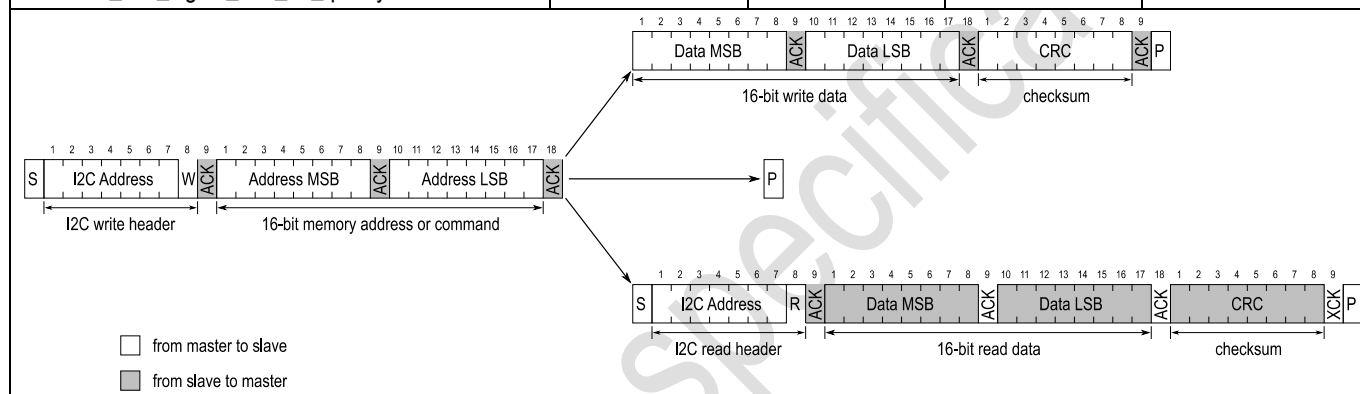 1 2 3 4 5 6 7 8 9 10 11 12 13 14 15 16 17 18 1 2 3 4 5 6 7 8 9
Data MSB ACK Data LSB ACK CRC ACK P
16-bit write data checksum
1 2 3 4 5 6 7 8 9 1 2 3 4 5 6 7 8 9 10 11 12 13 14 15 16 17 18
S I2C Address W ACK Address MSB ACK Address LSB ACK P
I2C write header 16-bit memory address or command
1 2 3 4 5 6 7 8 9 1 2 3 4 5 6 7 8 9 10 11 12 13 14 15 16 17 18 1 2 3 4 5 6 7 8 9
S I2C Address R ACK Data MSB ACK Data LSB ACK CRC XCK P
I2C read header 16-bit read data checksum
from master to slave
from slave to master
specifica